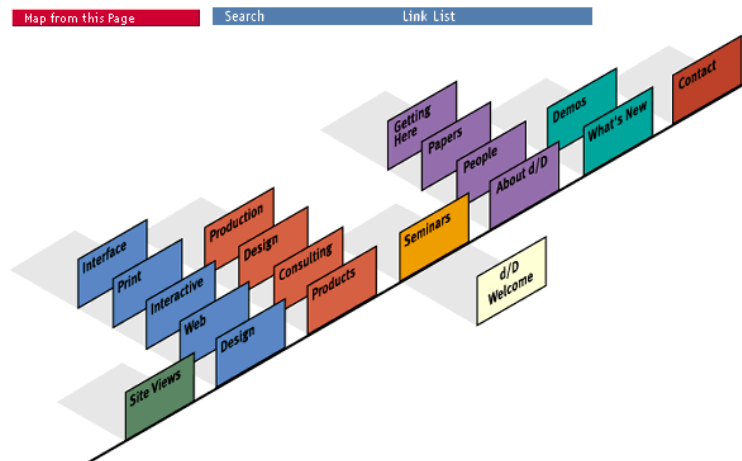 Map from this Page
Search
Link List
Contact
Demos
What's New
Getting
Here
Papers
People
About d/D
Seminars
d/D
Welcome
Production
Design
Consulting
Products
Interface
Print
Interactive
Web
Design
Site Views